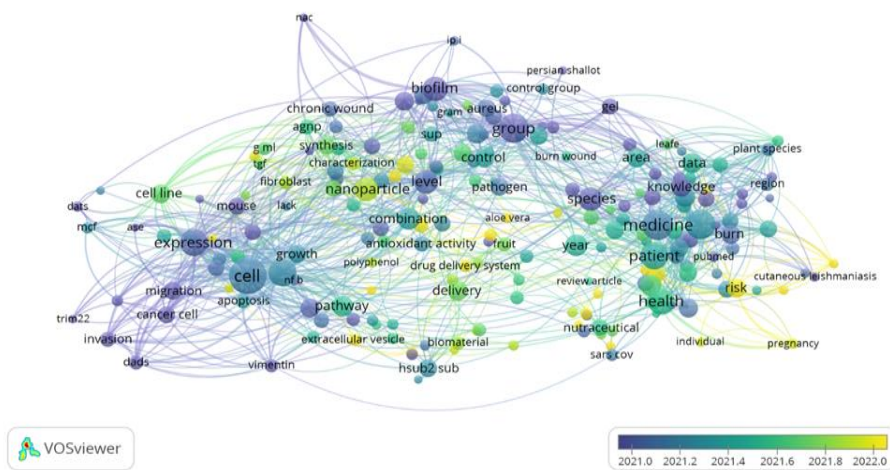 nac
ip i
persian shallot
biofilm
control group
chronic wound
gram
aureus
gel
agnp
group
sup
synthesis
leafe
g ml
control
plant species
tgf
characterization
burn wound
area
data
fibroblast
level
pathogen
nanoparticle
knowledge
region
cell line
species
dats
mouse
lack
combination
aloe vera
medicine
mcf
ase
burn
expression
antioxidant activity
fruit
year
growth
patient
pubmed
polyphenol
drug delivery system
cell
nf b
review article
cutaneous leishmaniasis
migration
delivery
risk
apoptosis
pathway
health
cancer cell
trim22
nutraceutical
invasion
extracellular vesicle
biomaterial
individual
pregnancy
sars cov
dads
vimentin
hsub2 sub
VOSviewer
2021.0 2021.2 2021.4 2021.6 2021.8 2022.0